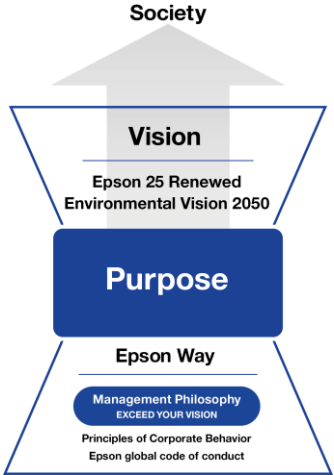 Society
Vision
Epson 25 Renewed
Environmental Vision 2050
Purpose
Epson Way
Management Philosophy
EXCEED YOUR VISION
Principles of Corporate Behavior
Epson global code of conduct